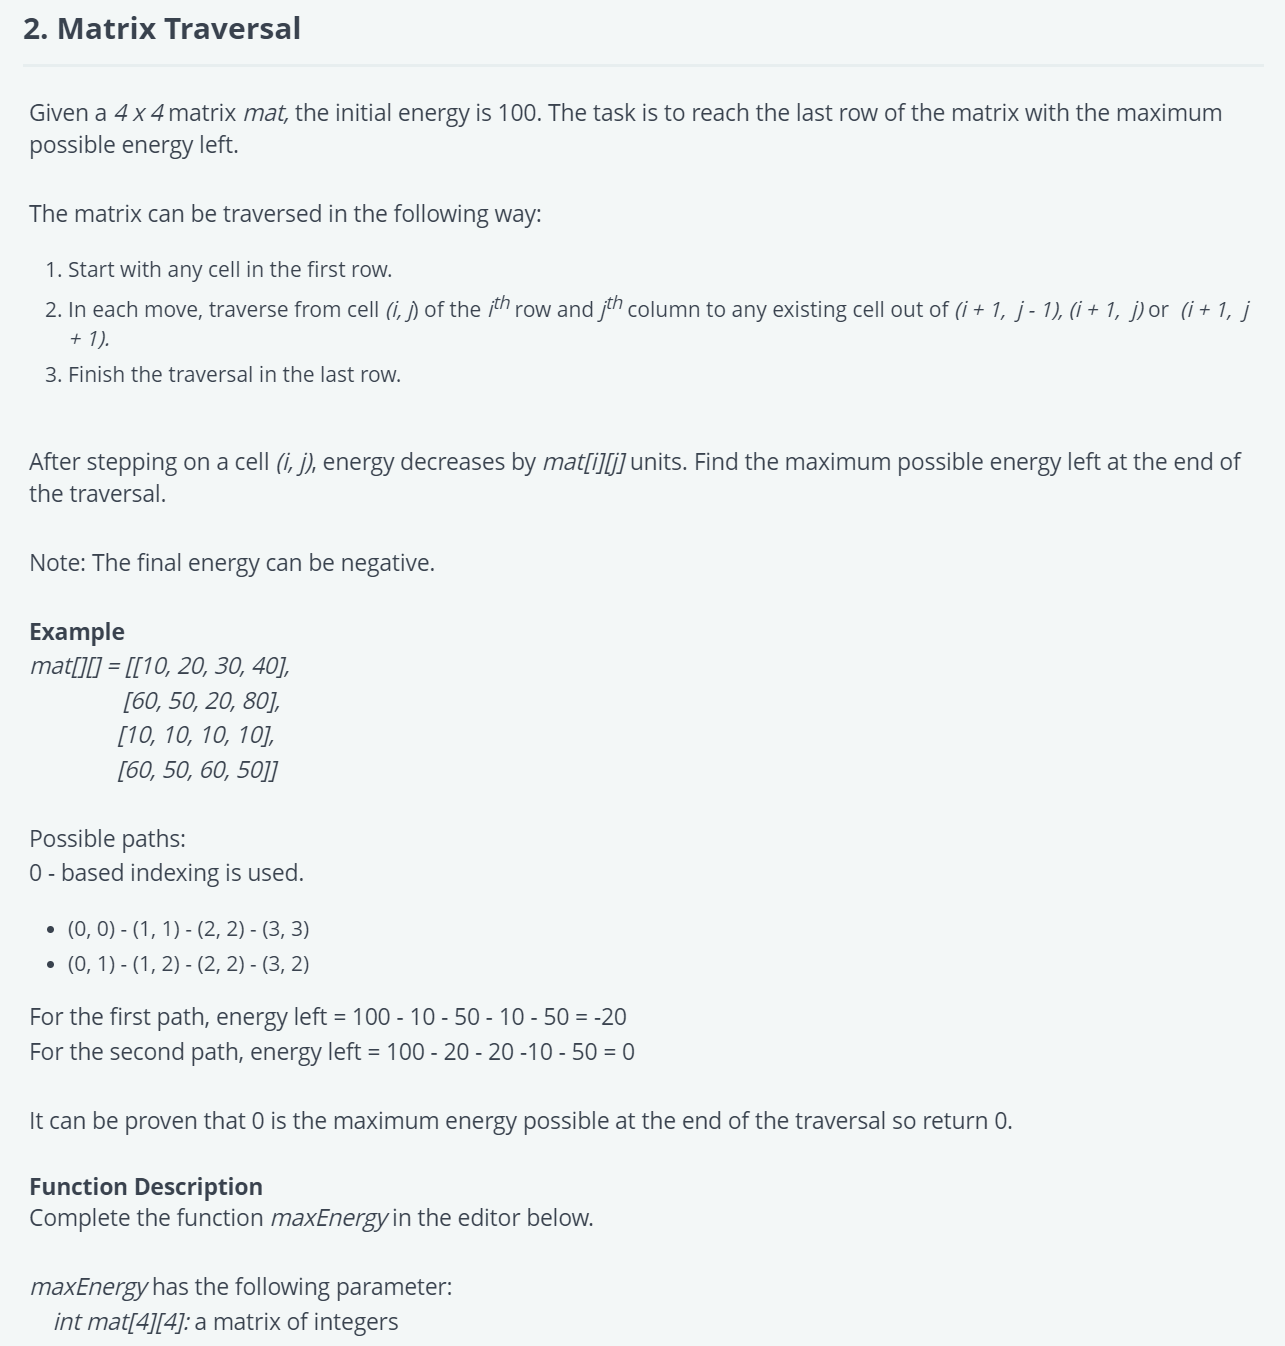 2. Matrix Traversal
Given a 4 x 4 matrix mat, the initial energy is 100. The task is to reach the last row of the matrix with the maximum
possible energy left.
The matrix can be traversed in the following way:
1. Start with any cell in the first row.
2. In each move, traverse from cell (i, j) of the ith row and jth column to any existing cell out of (i + 1, j - 1), (i + 1, j) or (i + 1, j
+ 1).
3. Finish the traversal in the last row.
After stepping on a cell (i, j), energy decreases by mat[i][j] units. Find the maximum possible energy left at the end of
the traversal.
Note: The final energy can be negative.
Example
mat[][] = [[10, 20, 30, 40],
[60, 50, 20, 80],
[10, 10, 10, 10],
[60, 50, 60, 50]]
Possible paths:
0 - based indexing is used.
• (0, 0) - (1, 1) - (2, 2) - (3, 3)
• (0, 1) - (1, 2) - (2, 2) - (3, 2)
For the first path, energy left = 100 - 10 - 50 - 10 - 50 = -20
For the second path, energy left = 100 - 20 - 20 -10 - 50 = 0
It can be proven that 0 is the maximum energy possible at the end of the traversal so return 0.
Function Description
Complete the function maxEnergy in the editor below.
maxEnergy has the following parameter:
int mat[4][4]: a matrix of integers